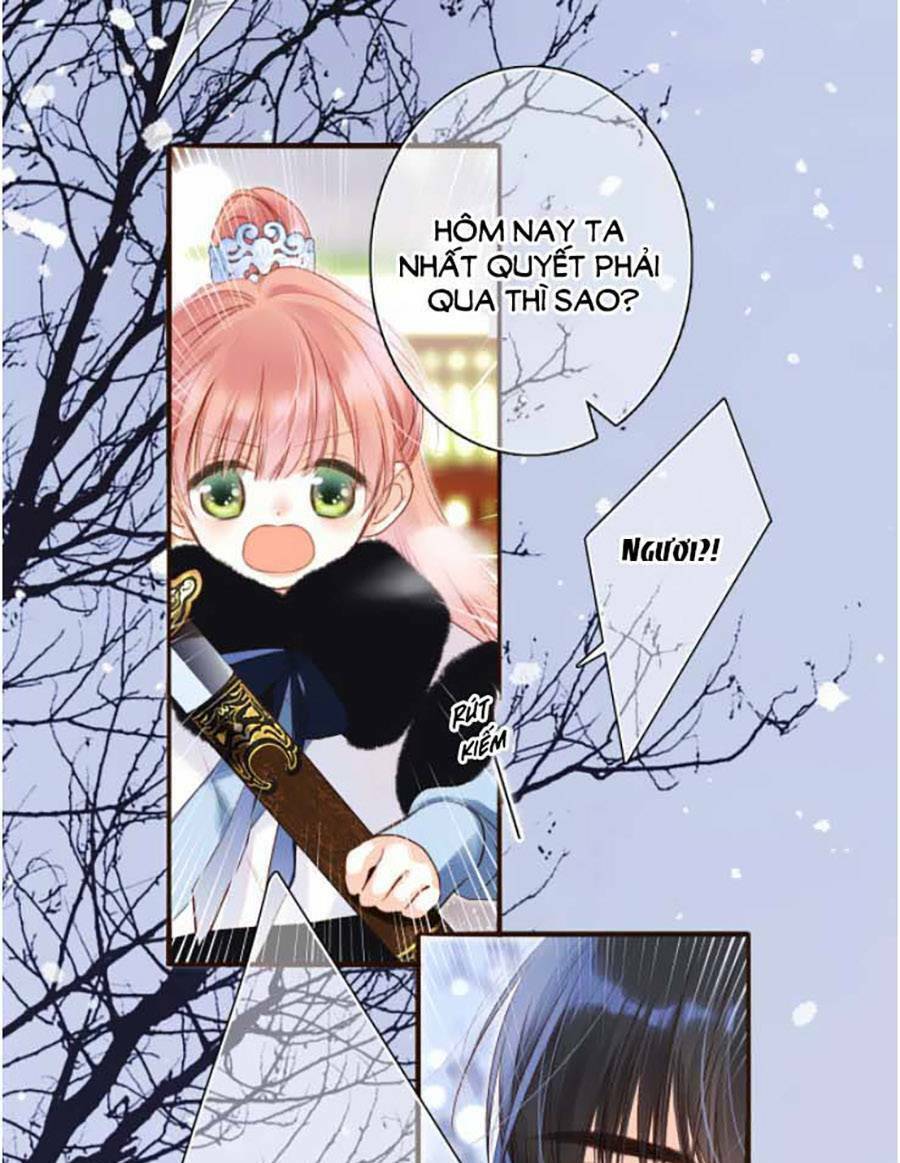 HÔM NAY TA
NHẤT QUYẾT PHẢI
QUA THÌ SAO?
NGƯƠI?!
RÚT
KIẾM